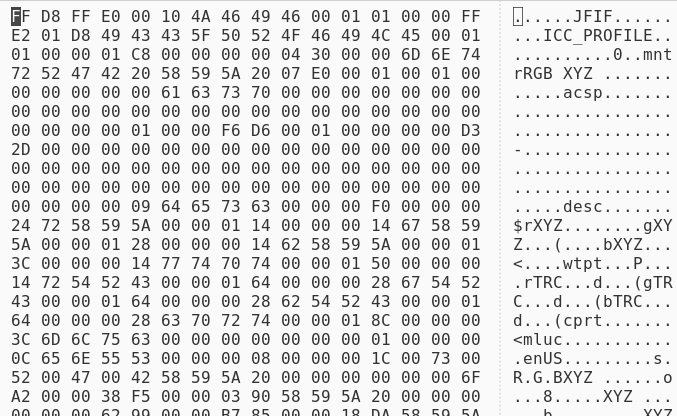 FF D8 FF E0 00 10 4A 46 49 46 00 01 01 00 00 FF ......JFIF......
E2 01 D8 49 43 43 5F 50 52 4F 46 49 4C 45 00 01 ...ICC_PROFILE..
01 00 00 01 C8 00 00 00 00 04 30 00 00 6D 6E 74 ..........0..mnt
72 52 47 42 20 58 59 5A 20 07 E0 00 01 00 01 00 rRGB XYZ .......
00 00 00 00 00 61 63 73 70 00 00 00 00 00 00 00 .....acsp.......
00 00 00 00 00 00 00 00 00 00 00 00 00 00 00 00 ................
00 00 00 00 01 00 00 F6 D6 00 01 00 00 00 00 D3 ................
2D 00 00 00 00 00 00 00 00 00 00 00 00 00 00 00 -...............
00 00 00 00 00 00 00 00 00 00 00 00 00 00 00 00 ................
00 00 00 00 00 00 00 00 00 00 00 00 00 00 00 00 ................
00 00 00 00 09 64 65 73 63 00 00 00 F0 00 00 00 .....desc.......
24 72 58 59 5A 00 00 01 14 00 00 00 14 67 58 59 $rXYZ........gXY
5A 00 00 01 28 00 00 00 14 62 58 59 5A 00 00 01 Z...(....bXYZ...
3C 00 00 00 14 77 74 70 74 00 00 01 50 00 00 00 <....wtpt...P...
14 72 54 52 43 00 00 01 64 00 00 00 28 67 54 52 .rTRC...d...(gTR
43 00 00 01 64 00 00 00 28 62 54 52 43 00 00 01 C...d...(bTRC...
64 00 00 00 28 63 70 72 74 00 00 01 8C 00 00 00 d...(cprt.......
3C 6D 6C 75 63 00 00 00 00 00 00 00 01 00 00 00 <mluc...........
0C 65 6E 55 53 00 00 00 08 00 00 00 1C 00 73 00 .enUS.........s.
52 00 47 00 42 58 59 5A 20 00 00 00 00 00 00 6F R.G.BXYZ ......o
A2 00 00 38 F5 00 00 03 90 58 59 5A 20 00 00 00 ...8.....XYZ ...
00 00 00 62 99 00 00 B7 85 00 00 18 DA 58 59 5A ...b.........XYZ